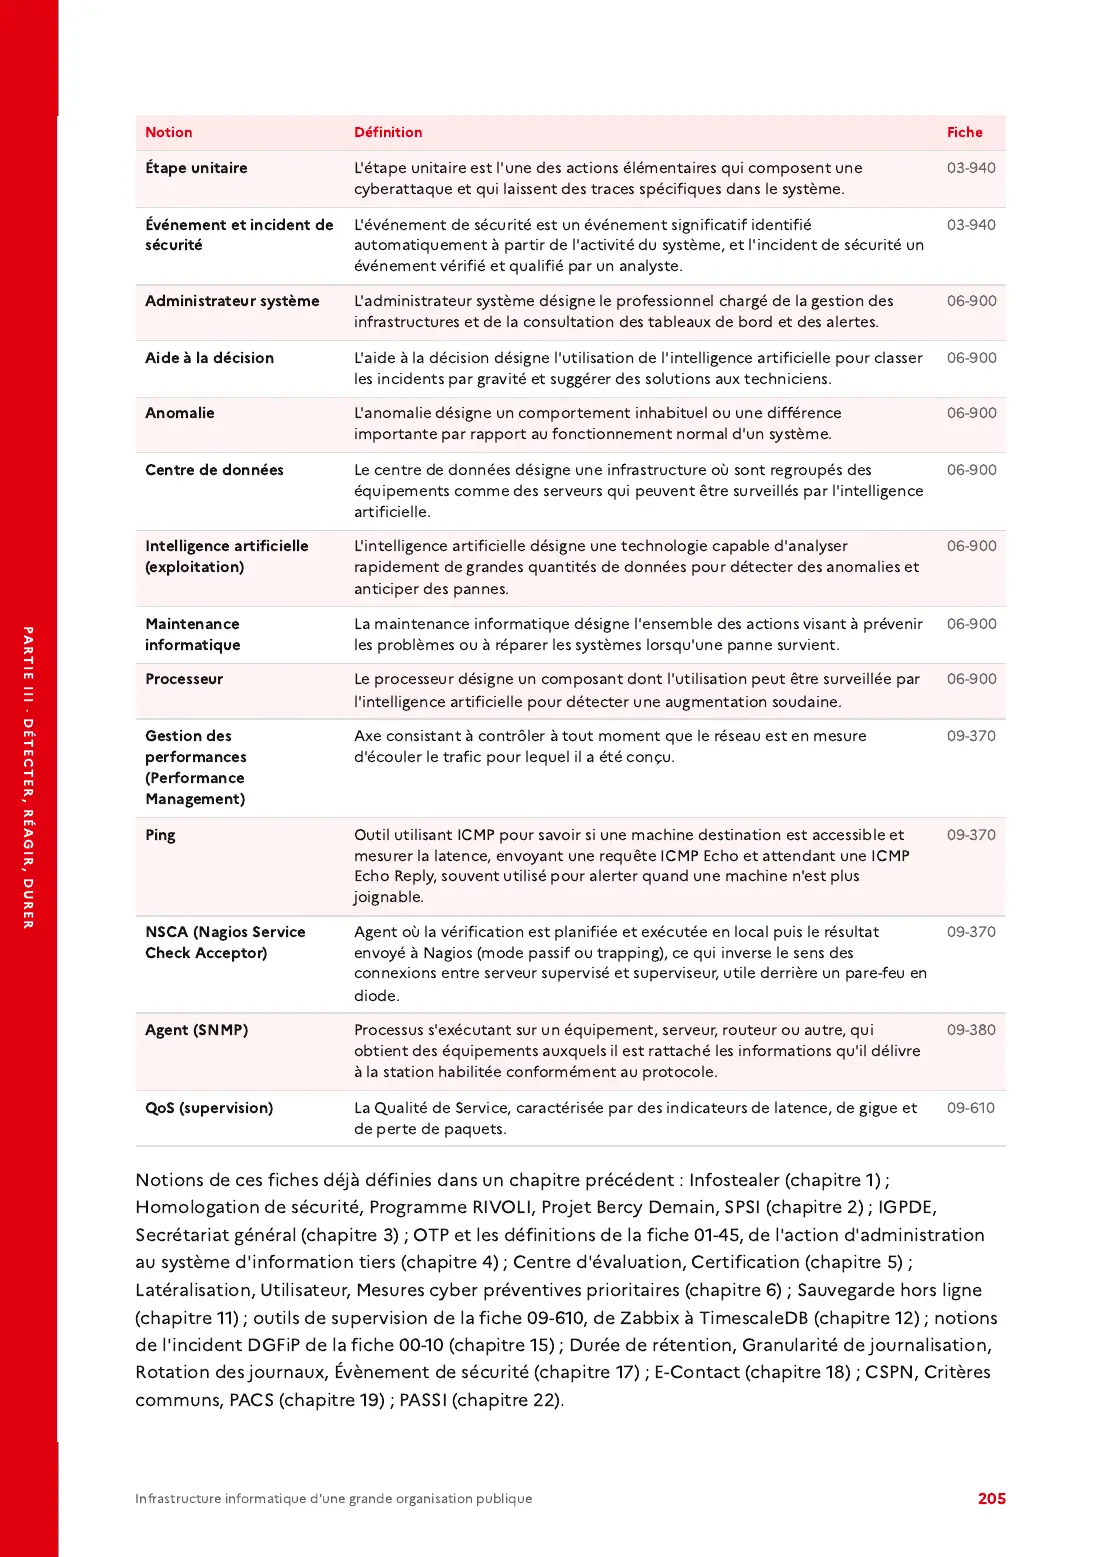 Notion Définition Fiche
Étape unitaire L'étape unitaire est l'une des actions élémentaires qui composent une 03-940
cyberattaque et qui laissent des traces spécifiques dans le système.
Événement et incident de L'événement de sécurité est un événement significatif identifié 03-940
sécurité automatiquement à partir de l'activité du système, et l'incident de sécurité un
événement vérifié et qualifié par un analyste.
Administrateur système L'administrateur système désigne le professionnel chargé de la gestion des 06-900
infrastructures et de la consultation des tableaux de bord et des alertes.
Aide à la décision L'aide à la décision désigne l'utilisation de l'intelligence artificielle pour classer 06-900
les incidents par gravité et suggérer des solutions aux techniciens.
Anomalie L'anomalie désigne un comportement inhabituel ou une différence 06-900
importante par rapport au fonctionnement normal d'un système.
Centre de données Le centre de données désigne une infrastructure où sont regroupés des 06-900
équipements comme des serveurs qui peuvent être surveillés par l'intelligence
artificielle.
Intelligence artificielle L'intelligence artificielle désigne une technologie capable d'analyser 06-900
(exploitation) rapidement de grandes quantités de données pour détecter des anomalies et
anticiper des pannes.
Maintenance La maintenance informatique désigne l'ensemble des actions visant à prévenir 06-900
informatique les problèmes ou à réparer les systèmes lorsqu'une panne survient.
Processeur Le processeur désigne un composant dont l'utilisation peut être surveillée par 06-900
l'intelligence artificielle pour détecter une augmentation soudaine.
Gestion des Axe consistant à contrôler à tout moment que le réseau est en mesure 09-370
performances d'écouler le trafic pour lequel il a été conçu.
(Performance
Management)
Ping Outil utilisant ICMP pour savoir si une machine destination est accessible et 09-370
mesurer la latence, envoyant une requête ICMP Echo et attendant une ICMP
Echo Reply, souvent utilisé pour alerter quand une machine n'est plus
joignable.
NSCA (Nagios Service Agent où la vérification est planifiée et exécutée en local puis le résultat 09-370
Check Acceptor) envoyé à Nagios (mode passif ou trapping), ce qui inverse le sens des
connexions entre serveur supervisé et superviseur, utile derrière un pare-feu en
diode.
Agent (SNMP) Processus s'exécutant sur un équipement, serveur, routeur ou autre, qui 09-380
obtient des équipements auxquels il est rattaché les informations qu'il délivre
à la station habilitée conformément au protocole.
QoS (supervision) La Qualité de Service, caractérisée par des indicateurs de latence, de gigue et 09-610
de perte de paquets.
Notions de ces fiches déjà définies dans un chapitre précédent : Infostealer (chapitre 1) ;
Homologation de sécurité, Programme RIVOLI, Projet Bercy Demain, SPSI (chapitre 2) ; IGPDE,
Secrétariat général (chapitre 3) ; OTP et les définitions de la fiche 01-45, de l'action d'administration
au système d'information tiers (chapitre 4) ; Centre d'évaluation, Certification (chapitre 5) ;
Latéralisation, Utilisateur, Mesures cyber préventives prioritaires (chapitre 6) ; Sauvegarde hors ligne
(chapitre 11) ; outils de supervision de la fiche 09-610, de Zabbix à TimescaleDB (chapitre 12) ; notions
de l'incident DGFiP de la fiche 00-10 (chapitre 15) ; Durée de rétention, Granularité de journalisation,
Rotation des journaux, Évènement de sécurité (chapitre 17) ; E-Contact (chapitre 18) ; CSPN, Critères
communs, PACS (chapitre 19) ; PASSI (chapitre 22).
PARTIE III · DÉTECTER, RÉAGIR, DURER
Infrastructure informatique d'une grande organisation publique 205